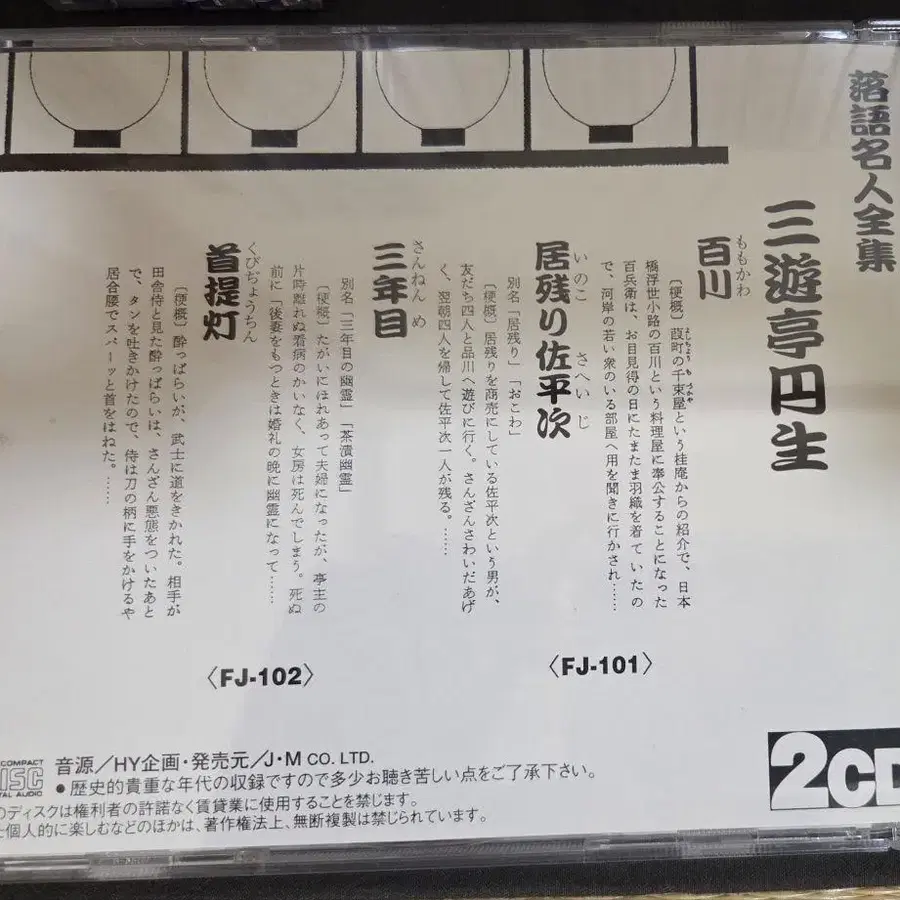 落語名人全集
三遊亭円生
ももかわ
百川
〔梗概〕葭町の千束屋という桂庵からの紹介で、日本
橋浮世小路の百川という料理屋に奉公することになった
百兵衛は、お目見得の日にたまたま羽織を着ていたの
で、河岸の若い衆のいる部屋へ用を聞きに行かされ……
いのこ さへいじ
居残り佐平次
別名「居残り」「おこわ」
〔梗概〕居残りを商売にしている佐平次という男が、
友だち四人と品川へ遊びに行く。さんざんさわいだあげ
く、翌朝四人を帰して佐平次一人が残る。……
〈FJ-101〉
さんねんめ
三年目
別名「三年目の幽霊」「茶漬幽霊」
〔梗概〕たがいにほれあって夫婦になったが、亭主の
片時離れぬ看病のかいなく、女房は死んでしまう。死ぬ
前に「後妻をもつときは婚礼の晩に幽霊になって……
くびぢょうちん
首提灯
〔梗概〕酔っぱらいが、武士に道をきかれた。相手が
田舎侍と見た酔っぱらいは、さんざん悪態をついたあと
で、タンを吐きかけたので、侍は刀の柄に手をかけるや
居合腰でスパーッと首をはねた。……
〈FJ-102〉
2CD
COMPACT
DISC
DIGITAL AUDIO
音源／HY企画・発売元／J・M CO. LTD.
●歴史的貴重な年代の収録ですので多少お聴き苦しい点をご了承下さい。
のディスクは権利者の許諾なく賃貸業に使用することを禁じます。
個人的に楽しむなどのほかは、著作権法上、無断複製は禁じられています。